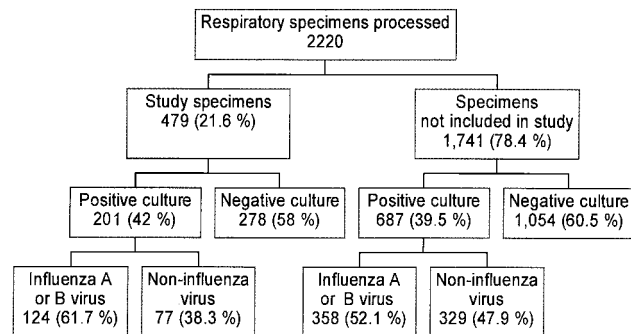 Respiratory specimens processed
2220
Study specimens
479 (21.6 %)
Specimens
not included in study
1,741 (78.4 %)
Positive culture
201 (42 %)
Negative culture
278 (58 %)
Positive culture
687 (39.5 %)
Negative culture
1,054 (60.5 %)
Influenza A
or B virus
124 (61.7 %)
Non-influenza
virus
77 (38.3 %)
Influenza A
or B virus
358 (52.1 %)
Non-influenza
virus
329 (47.9 %)